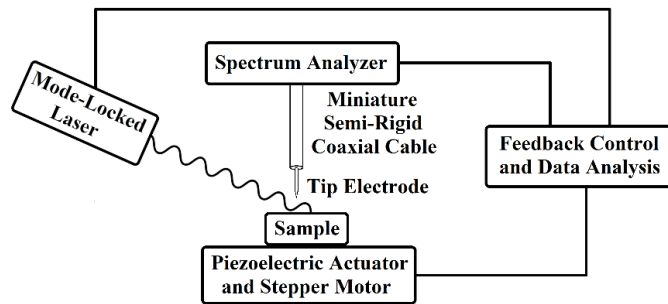 Spectrum Analyzer
Mode-Locked
Laser
Miniature
Semi-Rigid
Coaxial Cable
Feedback Control
and Data Analysis
Tip Electrode
Sample
Piezoelectric Actuator
and Stepper Motor